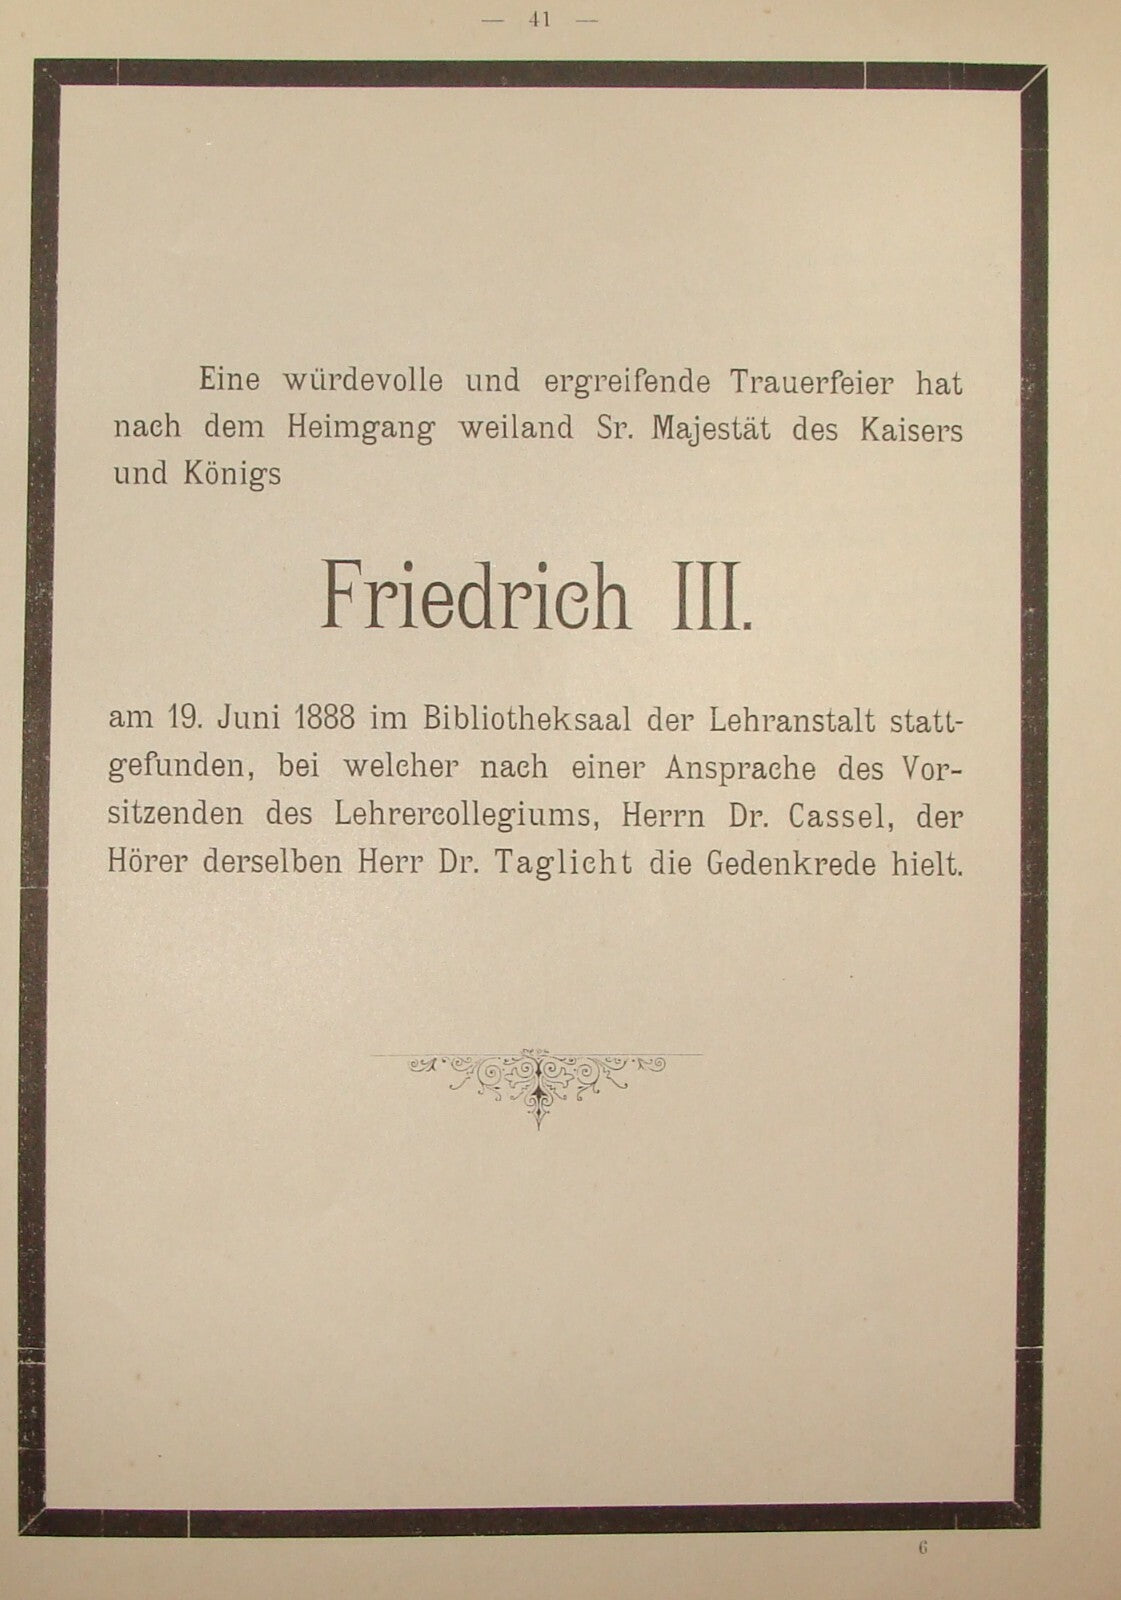 — 41 —
Eine würdevolle und ergreifende Trauerfeier hat
nach dem Heimgang weiland Sr. Majestät des Kaisers
und Königs
Friedrich III.
am 19. Juni 1888 im Bibliotheksaal der Lehranstalt statt-
gefunden, bei welcher nach einer Ansprache des Vor-
sitzenden des Lehrercollegiums, Herrn Dr. Cassel, der
Hörer derselben Herr Dr. Taglicht die Gedenkrede hielt.
6